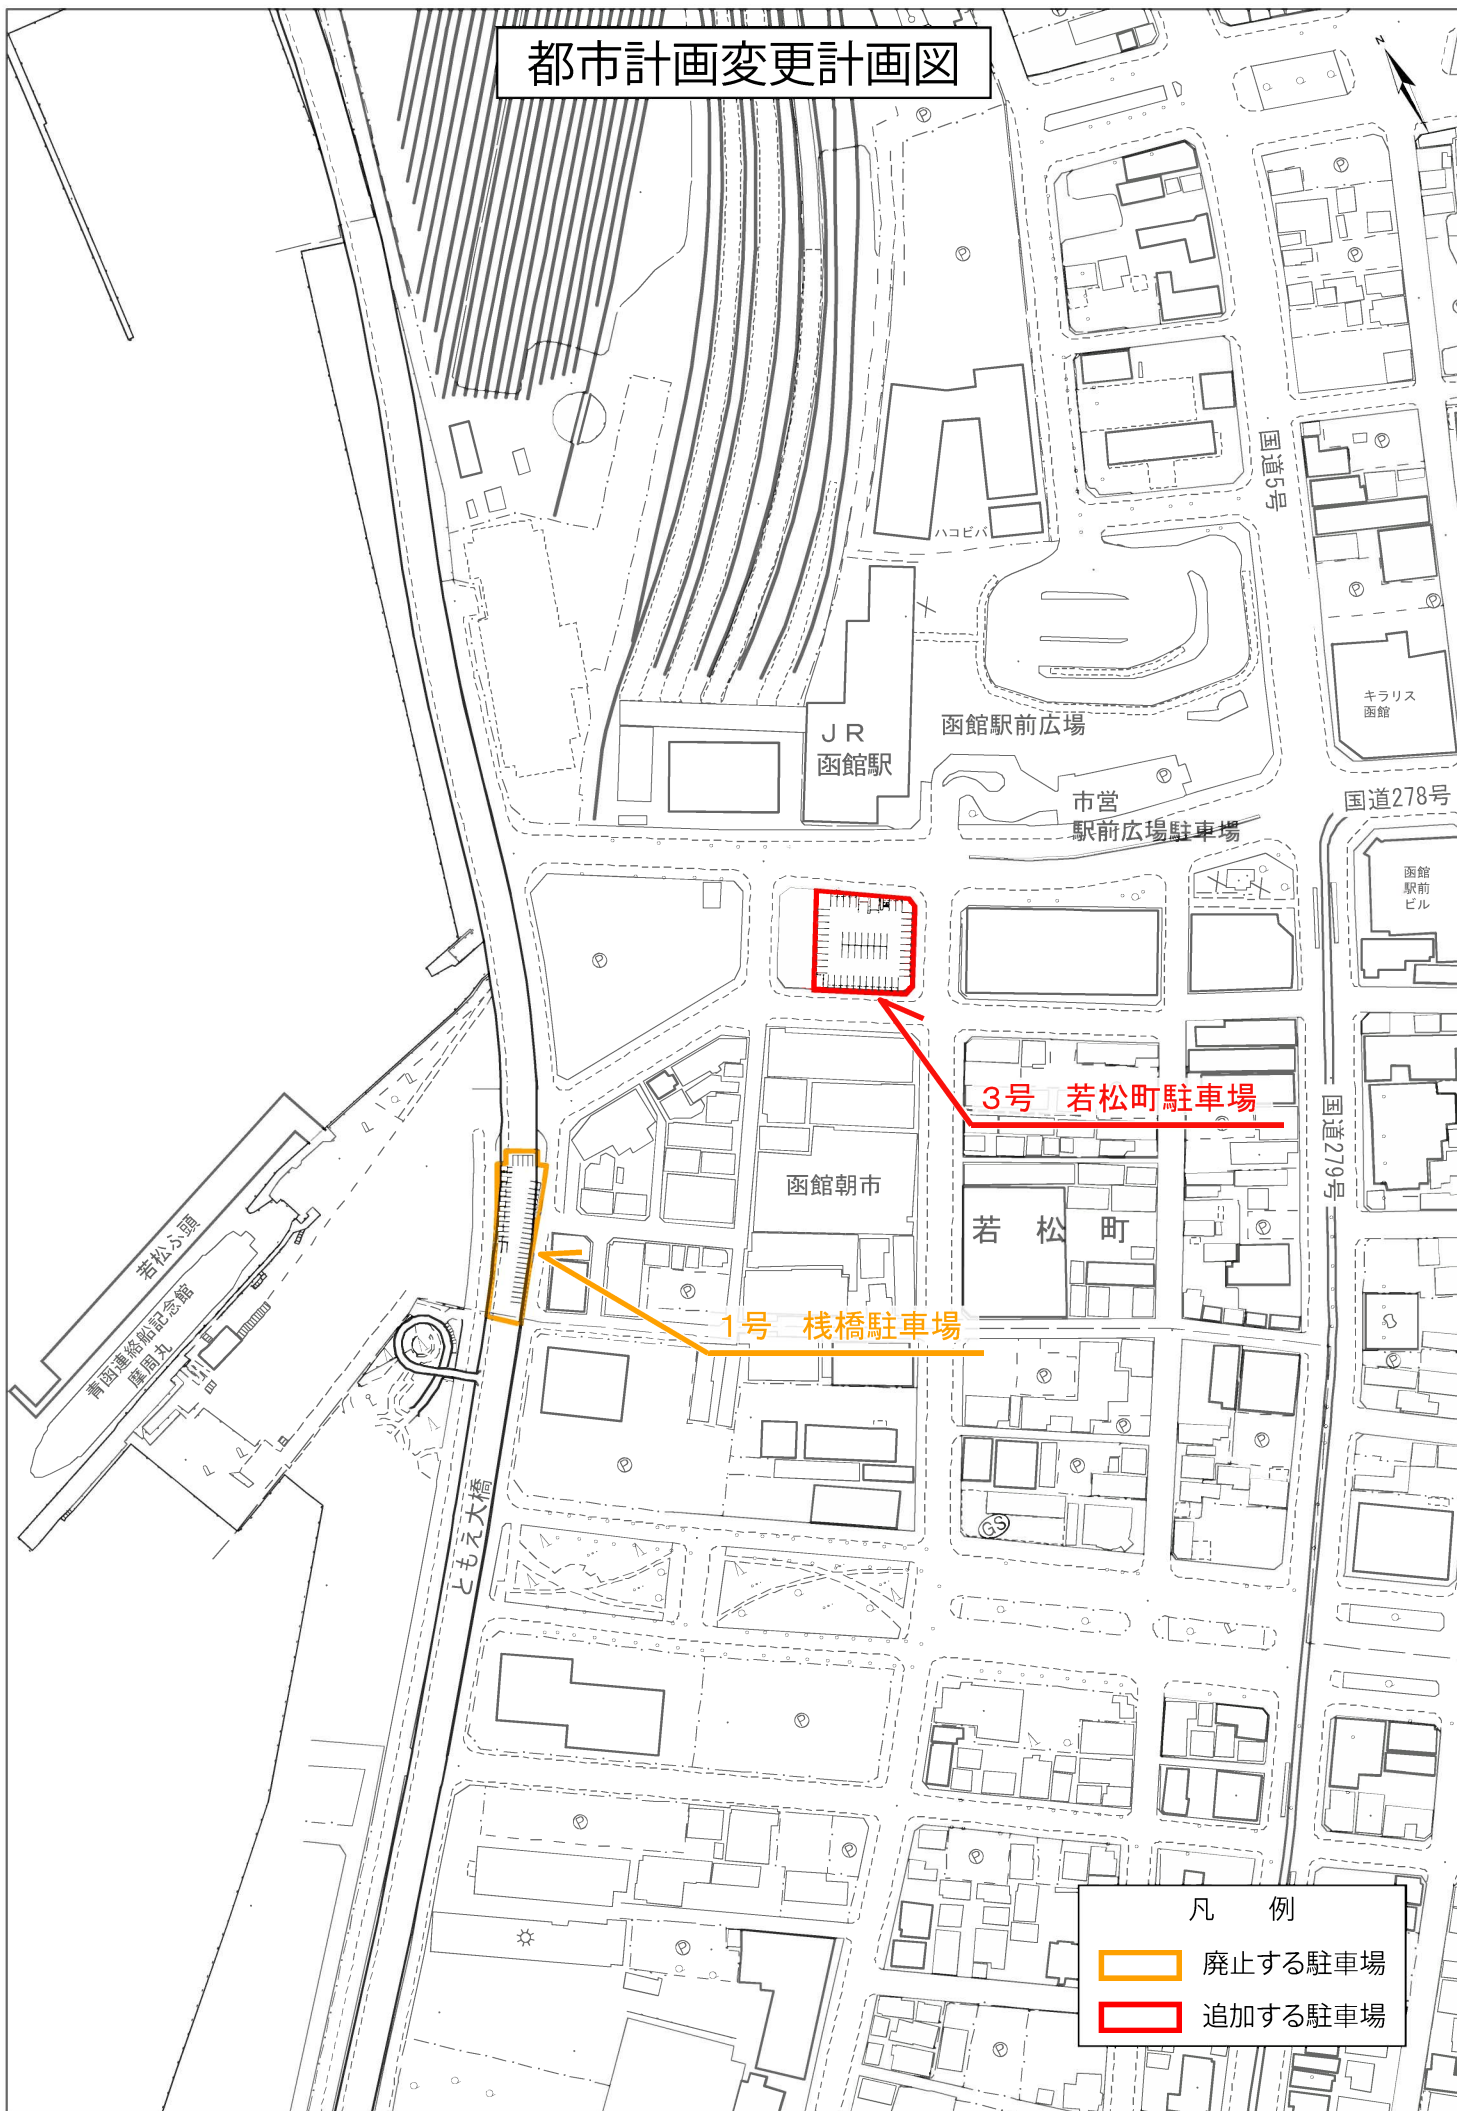 都市計画変更計画図
N
国道5号
ハコビバ
キラリス
函館
JR
函館駅
函館駅前広場
市営
駅前広場駐車場
国道278号
函館
駅前
ビル
3号　若松町駐車場
国道279号
函館朝市
若　松　町
若松ふ頭
青函連絡船記念館
摩周丸
1号　桟橋駐車場
ともえ大橋
GS
凡　例
廃止する駐車場
追加する駐車場